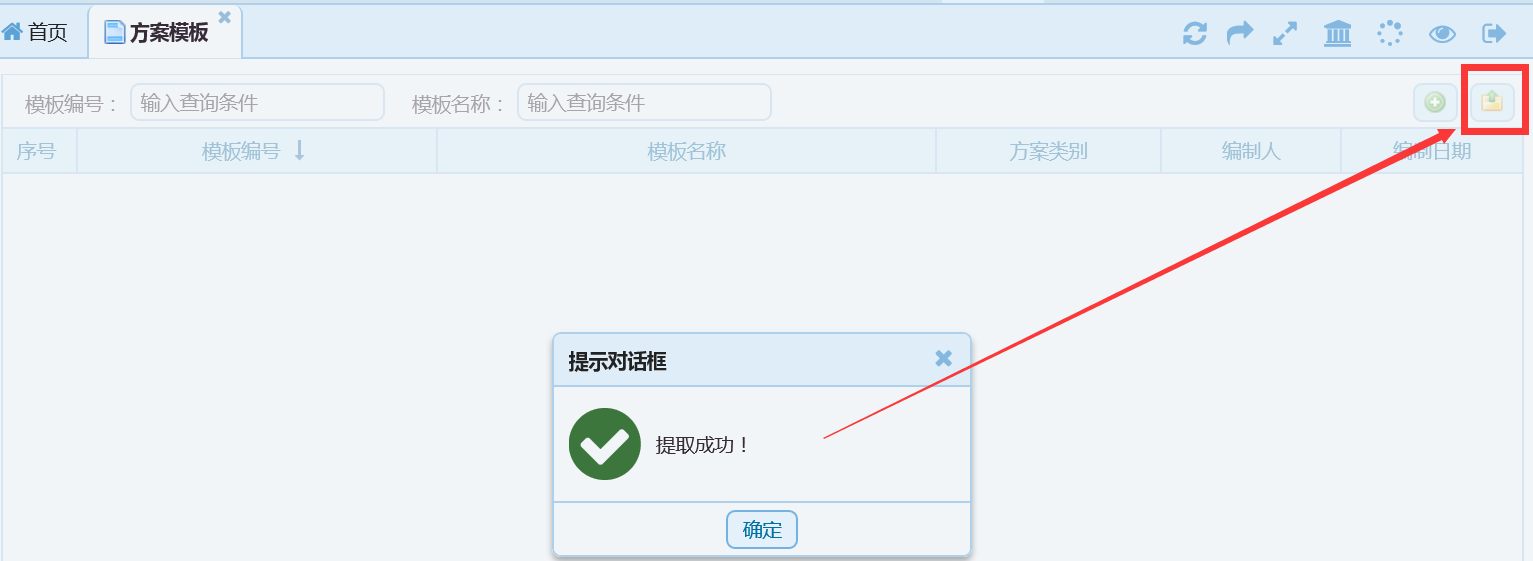 首页
方案模板
模板编号： 输入查询条件 模板名称： 输入查询条件
序号 模板编号 模板名称 方案类别 编制人 编制日期
提示对话框
提取成功！
确定